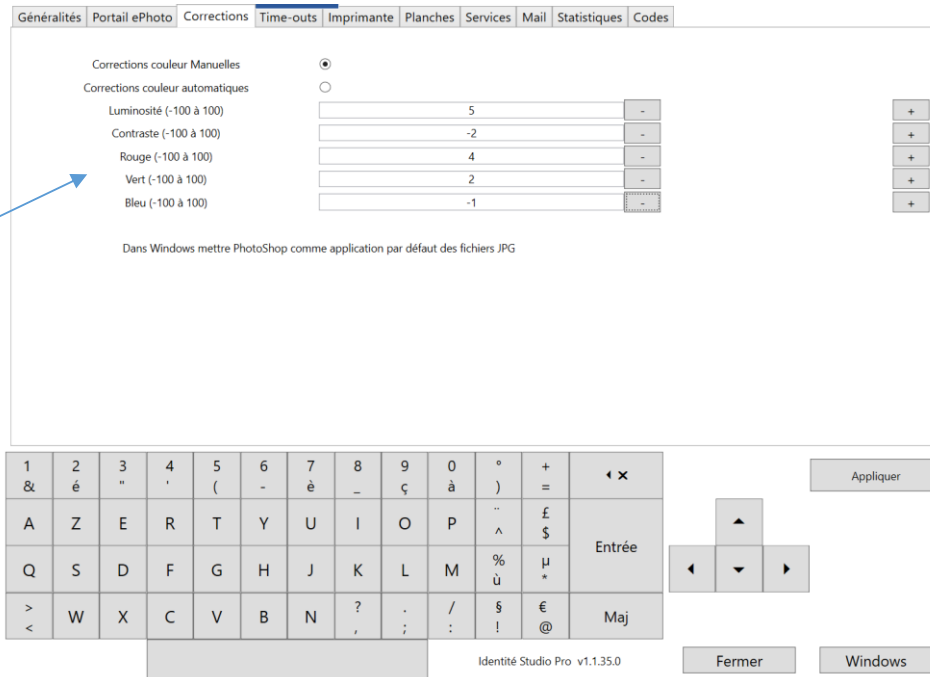 Généralités Portail ePhoto Corrections Time-outs Imprimante Planches Services Mail Statistiques Codes
Corrections couleur Manuelles
Corrections couleur automatiques
Luminosité (-100 à 100) 5 - +
Contraste (-100 à 100) -2 - +
Rouge (-100 à 100) 4 - +
Vert (-100 à 100) 2 - +
Bleu (-100 à 100) -1 - +
Dans Windows mettre PhotoShop comme application par défaut des fichiers JPG
1 2 3 4 5 6 7 8 9 0 ° +
& é " ' ( - è _ ç à ) =
Appliquer
A Z E R T Y U I O P ¨ £
^ $
Entrée
Q S D F G H J K L M % µ
ù *
> ? . / § €
< W X C V B N , ; : ! @ Maj
Identité Studio Pro v1.1.35.0 Fermer Windows